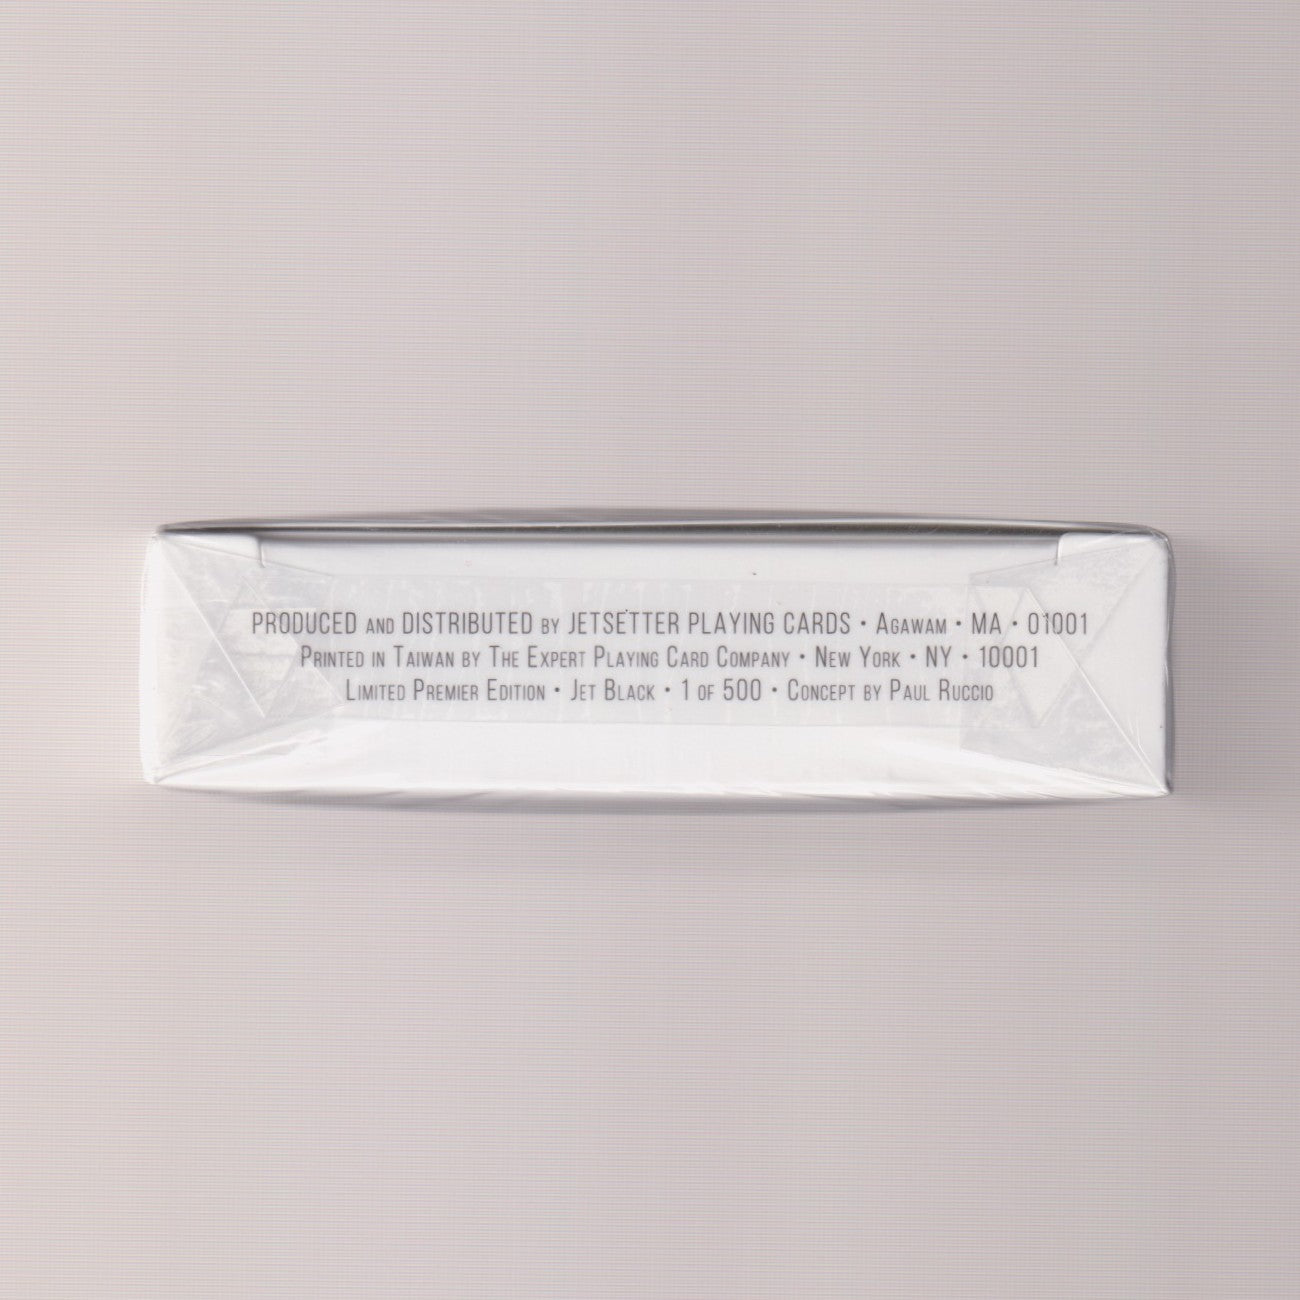 PRODUCED AND DISTRIBUTED BY JETSETTER PLAYING CARDS • AGAWAM • MA • 01001
PRINTED IN TAIWAN BY THE EXPERT PLAYING CARD COMPANY • NEW YORK • NY • 10001
LIMITED PREMIER EDITION • JET BLACK • 1 OF 500 • CONCEPT BY PAUL RUCCIO